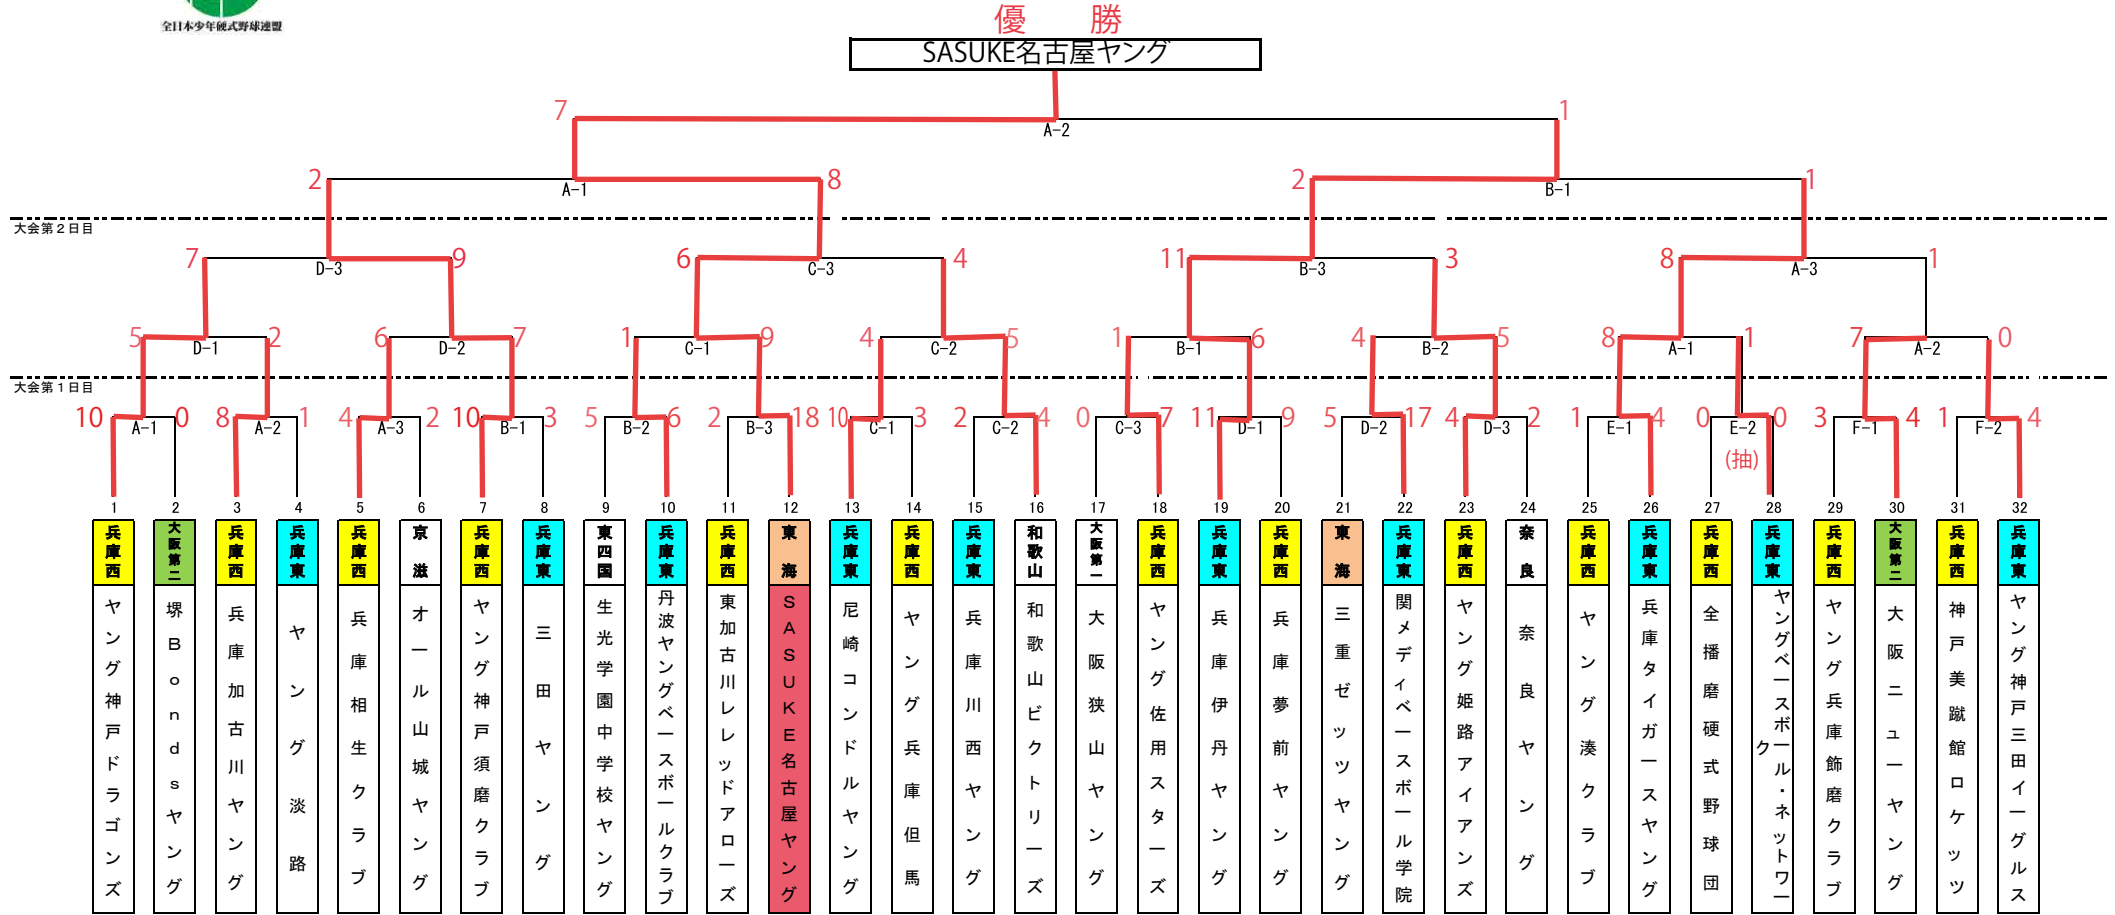 全日本少年硬式野球連盟
優　勝
SASUKE名古屋ヤング
7 1
A-2
2 8 2 1
A-1 B-1
大会第２日目
7 9 6 4 11 3 8 1
D-3 C-3 B-3 A-3
5 2 6 7 1 9 4 5 1 6 4 5 8 1 7 0
D-1 D-2 C-1 C-2 B-1 B-2 A-1 A-2
大会第１日目
10 0 8 1 4 2 10 3 5 6 2 18 10 3 2 4 0 7 11 9 5 17 4 2 1 4 0 0 3 4 1 4
A-1 A-2 A-3 B-1 B-2 B-3 C-1 C-2 C-3 D-1 D-2 D-3 E-1 E-2 F-1 F-2
(抽)
1 2 3 4 5 6 7 8 9 10 11 12 13 14 15 16 17 18 19 20 21 22 23 24 25 26 27 28 29 30 31 32
兵庫西 大阪第二 兵庫西 兵庫東 兵庫西 京滋 兵庫西 兵庫東 東四国 兵庫東 兵庫西 東海 兵庫東 兵庫西 兵庫東 和歌山 大阪第一 兵庫西 兵庫東 兵庫西 東海 兵庫東 兵庫西 奈良 兵庫西 兵庫東 兵庫西 兵庫東 兵庫西 大阪第二 兵庫西 兵庫東
ヤング神戸ドラゴンズ
堺Ｂｏｎｄｓヤング
兵庫加古川ヤング
ヤング淡路
兵庫相生クラブ
オール山城ヤング
ヤング神戸須磨クラブ
三田ヤング
生光学園中学校ヤング
丹波ヤングベースボールクラブ
東加古川レレッドアローズ
ＳＡＳＵＫＥ名古屋ヤング
尼崎コンドルヤング
ヤング兵庫但馬
兵庫川西ヤング
和歌山ビクトリーズ
大阪狭山ヤング
ヤング佐用スターズ
兵庫伊丹ヤング
兵庫夢前ヤング
三重ゼッツヤング
関メディベースボール学院
ヤング姫路アイアンズ
奈良ヤング
ヤング湊クラブ
兵庫タイガースヤング
全播磨硬式野球団
ヤングベースボール・ネットワー
ク
ヤング兵庫飾磨クラブ
大阪ニューヤング
神戸美蹴館ロケッツ
ヤング神戸三田イーグルス